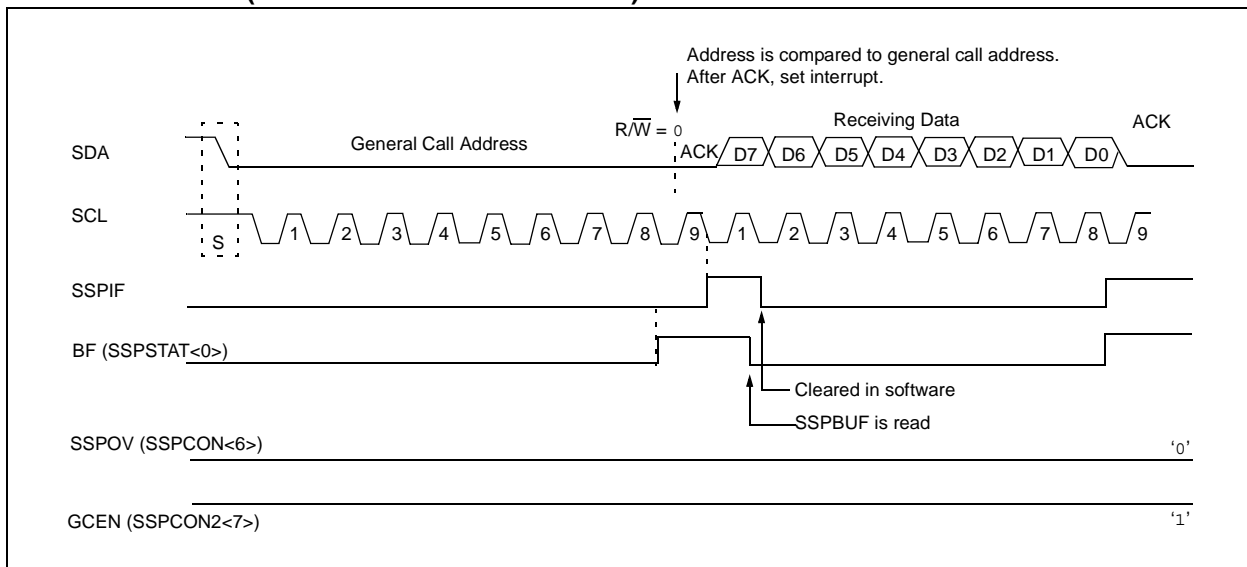 Address is compared to general call address.
After ACK, set interrupt.
R/W̅ = 0
Receiving Data
ACK
SDA
General Call Address
ACK
D7 D6 D5 D4 D3 D2 D1 D0
SCL
S
1 2 3 4 5 6 7 8 9 1 2 3 4 5 6 7 8 9
SSPIF
BF (SSPSTAT<0>)
Cleared in software
SSPBUF is read
SSPOV (SSPCON<6>)
‘0’
GCEN (SSPCON2<7>)
‘1’